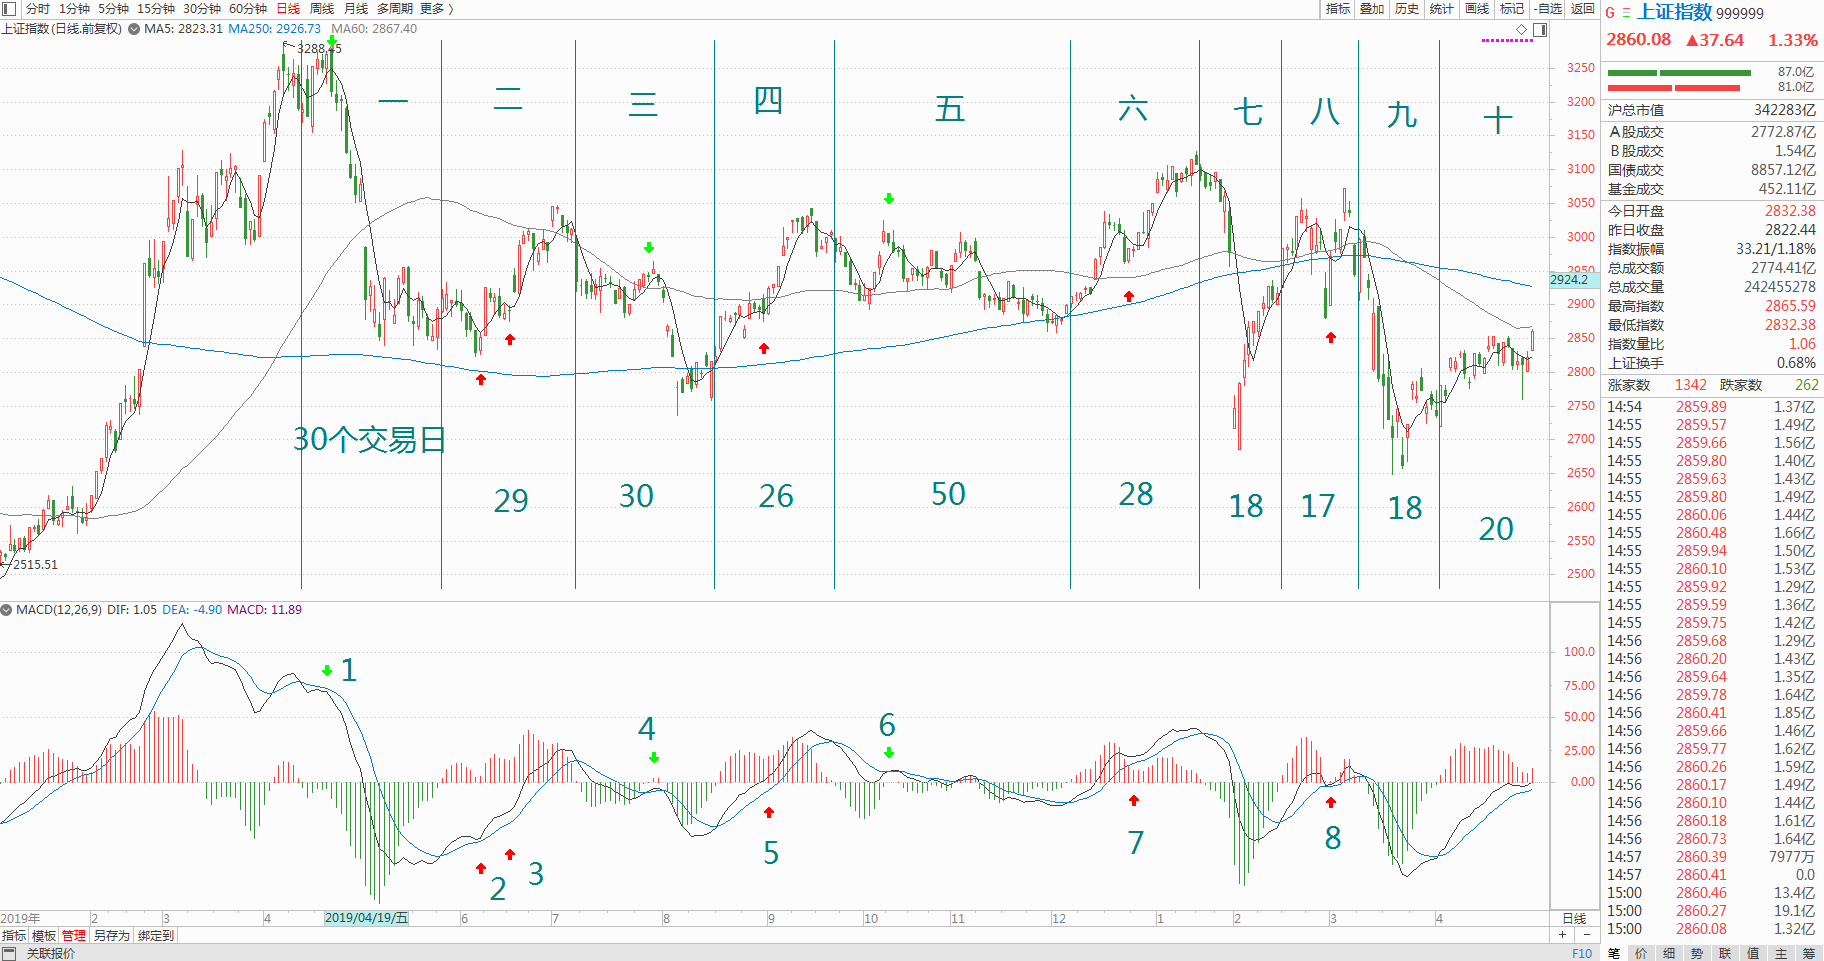 分时 1分钟 5分钟 15分钟 30分钟 60分钟 日线 周线 月线 多周期 更多 〉 指标 叠加 历史 统计 画线 标记 -自选 返回
上证指数(日线,前复权) MA5: 2823.31 MA250: 2926.73 MA60: 2867.40
3288.45
一 二 三 四 五 六 七 八 九 十
3250
3200
3150
3100
3050
3000
2950
2924.2
2900
2850
2800
2750
2700
2650
2600
2550
2500
30个交易日
29 30 26 50 28 18 17 18 20
2515.51
MACD(12,26,9) DIF: 1.05 DEA: -4.90 MACD: 11.89
100.0
75.00
50.00
25.00
0.00
1 2 3 4 5 6 7 8
2019年 2 3 4 2019/04/19/五 6 7 8 9 10 11 12 1 2 3 4 日线
指标 模板 管理 另存为 绑定到 + -
关联报价 F10
G 上证指数 999999
2860.08 ▲37.64 1.33%
87.0亿
81.0亿
沪总市值 342283亿
A股成交 2772.87亿
B股成交 1.54亿
国债成交 8857.12亿
基金成交 452.11亿
今日开盘 2832.38
昨日收盘 2822.44
指数振幅 33.21/1.18%
总成交额 2774.41亿
总成交量 242455278
最高指数 2865.59
最低指数 2832.38
指数量比 1.06
上证换手 0.68%
涨家数 1342 跌家数 262
14:54 2859.89 1.37亿
14:55 2859.57 1.49亿
14:55 2859.66 1.56亿
14:55 2859.80 1.40亿
14:55 2859.63 1.43亿
14:55 2859.80 1.49亿
14:55 2860.06 1.44亿
14:55 2860.48 1.66亿
14:55 2859.94 1.50亿
14:55 2860.10 1.53亿
14:55 2859.92 1.29亿
14:55 2859.59 1.36亿
14:55 2859.75 1.42亿
14:56 2859.68 1.29亿
14:56 2860.20 1.43亿
14:56 2859.64 1.35亿
14:56 2859.78 1.64亿
14:56 2860.41 1.85亿
14:56 2859.66 1.46亿
14:56 2859.77 1.62亿
14:56 2860.26 1.59亿
14:56 2860.17 1.49亿
14:56 2860.10 1.44亿
14:56 2860.18 1.61亿
14:56 2860.73 1.64亿
14:57 2860.39 7977万
14:57 2860.41 0.0
15:00 2860.46 13.4亿
15:00 2860.27 19.1亿
15:00 2860.08 1.32亿
笔 价 细 势 联 值 主 筹